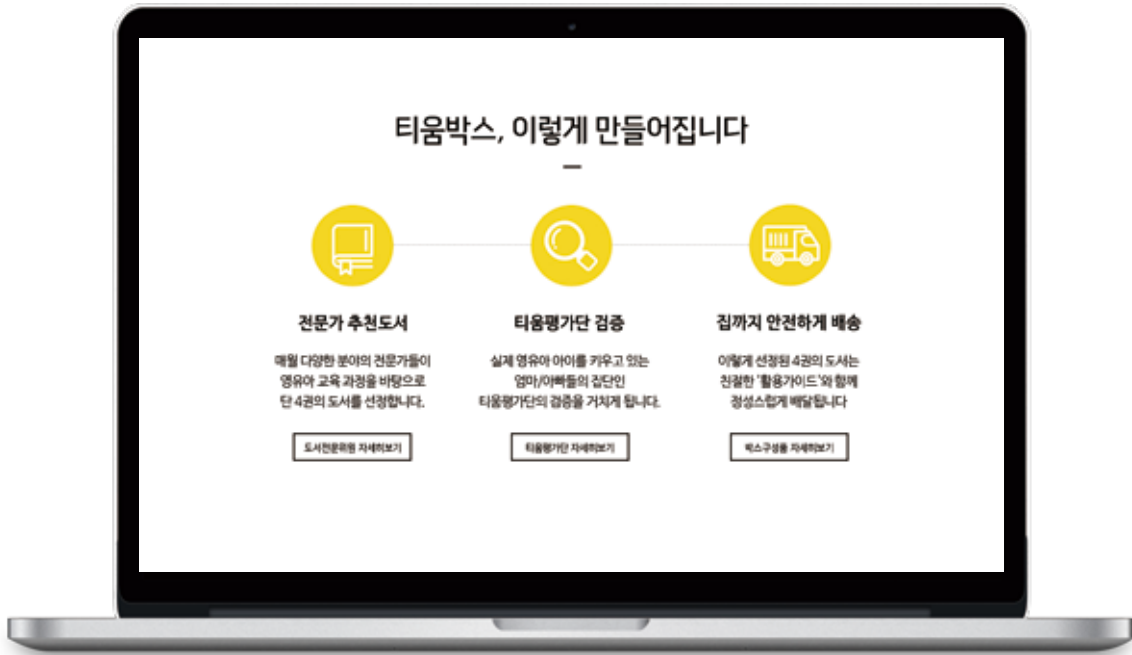 티움박스, 이렇게 만들어집니다
전문가 추천도서
매월 다양한 분야의 전문가들이
영유아 교육 과정을 바탕으로
단 4권의 도서를 선정합니다.
도서전문위원 자세히보기
티움평가단 검증
실제 영유아 아이를 키우고 있는
엄마/아빠들의 집단인
티움평가단의 검증을 거치게 됩니다.
티움평가단 자세히보기
집까지 안전하게 배송
이렇게 선정된 4권의 도서는
친절한 '활용가이드'와 함께
정성스럽게 배달됩니다
박스구성품 자세히보기